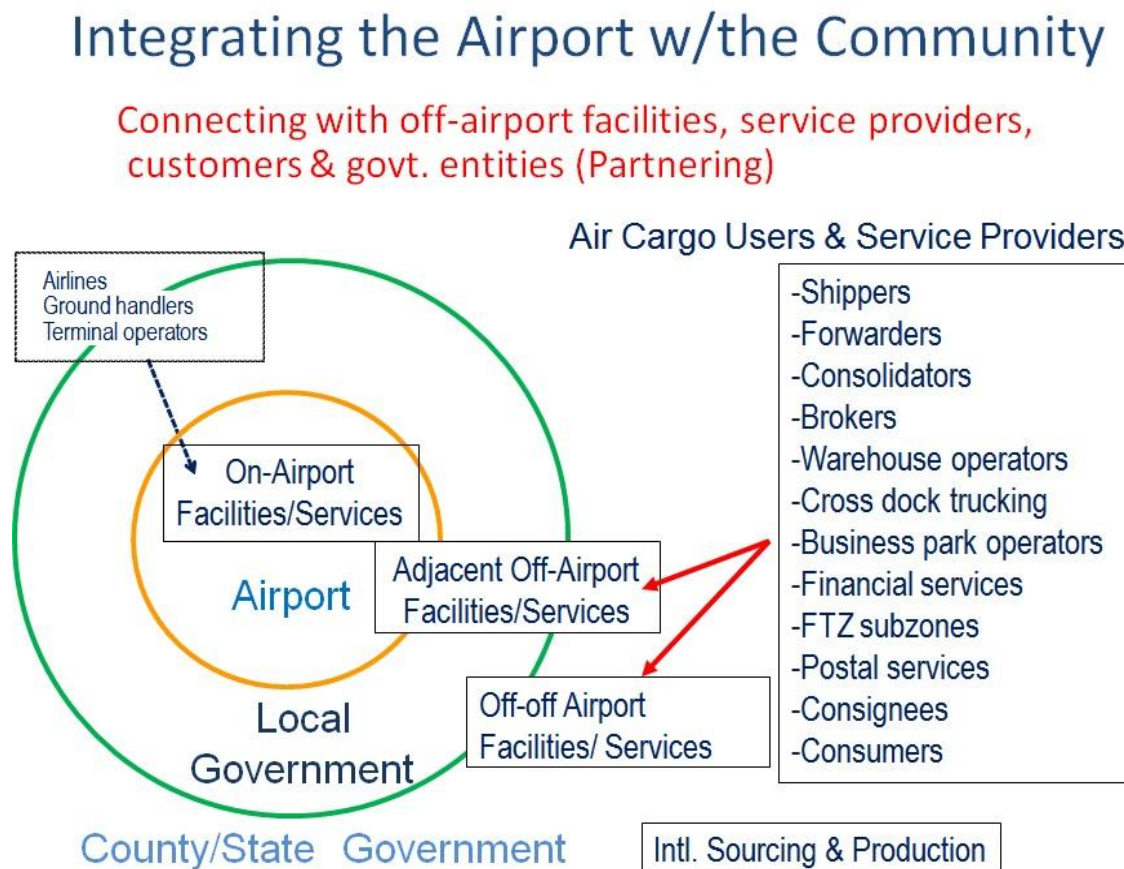 Integrating the Airport w/the Community
Connecting with off-airport facilities, service providers,
customers & govt. entities (Partnering)
Air Cargo Users & Service Providers
Airlines
Ground handlers
Terminal operators
On-Airport
Facilities/Services
Airport
Adjacent Off-Airport
Facilities/Services
Off-off Airport
Facilities/ Services
Local
Government
County/State Government
-Shippers
-Forwarders
-Consolidators
-Brokers
-Warehouse operators
-Cross dock trucking
-Business park operators
-Financial services
-FTZ subzones
-Postal services
-Consignees
-Consumers
Intl. Sourcing & Production